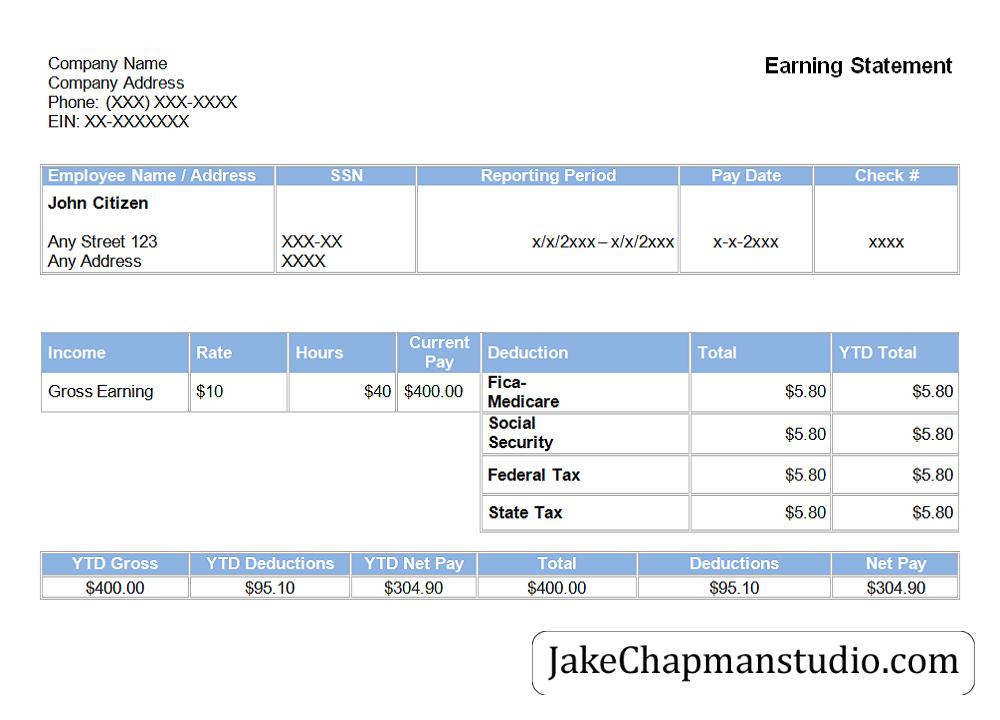 Company Name
Company Address
Phone: (XXX) XXX-XXXX
EIN: XX-XXXXXXX
Earning Statement
Employee Name / Address SSN Reporting Period Pay Date Check #
John Citizen
Any Street 123 XXX-XX x/x/2xxx – x/x/2xxx x-x-2xxx xxxx
Any Address XXXX
Income Rate Hours Current Pay Deduction Total YTD Total
Gross Earning $10 $40 $400.00 Fica-Medicare $5.80 $5.80
Social Security $5.80 $5.80
Federal Tax $5.80 $5.80
State Tax $5.80 $5.80
YTD Gross YTD Deductions YTD Net Pay Total Deductions Net Pay
$400.00 $95.10 $304.90 $400.00 $95.10 $304.90
JakeChapmanstudio.com